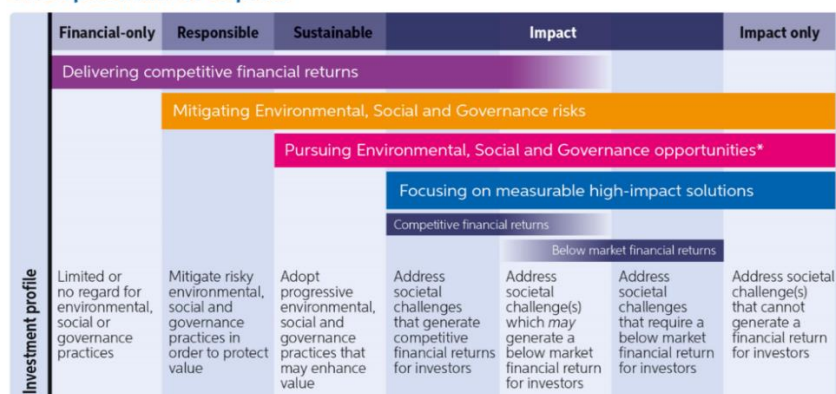 Financial-only
Responsible
Sustainable
Impact
Impact only
Delivering competitive financial returns
Mitigating Environmental, Social and Governance risks
Pursuing Environmental, Social and Governance opportunities*
Focusing on measurable high-impact solutions
Competitive financial returns
Below market financial returns
Investment profile
Limited or
no regard for
environmental,
social or
governance
practices
Mitigate risky
environmental,
social and
governance
practices in
order to protect
value
Adopt
progressive
environmental,
social and
governance
practices that
may enhance
value
Address
societal
challenges
that generate
competitive
financial returns
for investors
Address
societal
challenge(s)
which may
generate a
below market
financial return
for investors
Address
societal
challenges
that require a
below market
financial return
for investors
Address societal
challenge(s)
that cannot
generate a
financial return
for investors